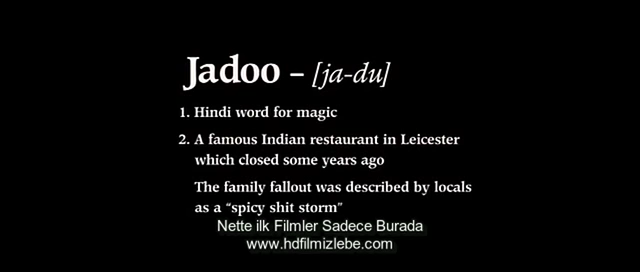 Jadoo – [ja-du]
1. Hindi word for magic
2. A famous Indian restaurant in Leicester
which closed some years ago
The family fallout was described by locals
as a “spicy shit storm”
Nette ilk Filmler Sadece Burada
www.hdfilmizlebe.com